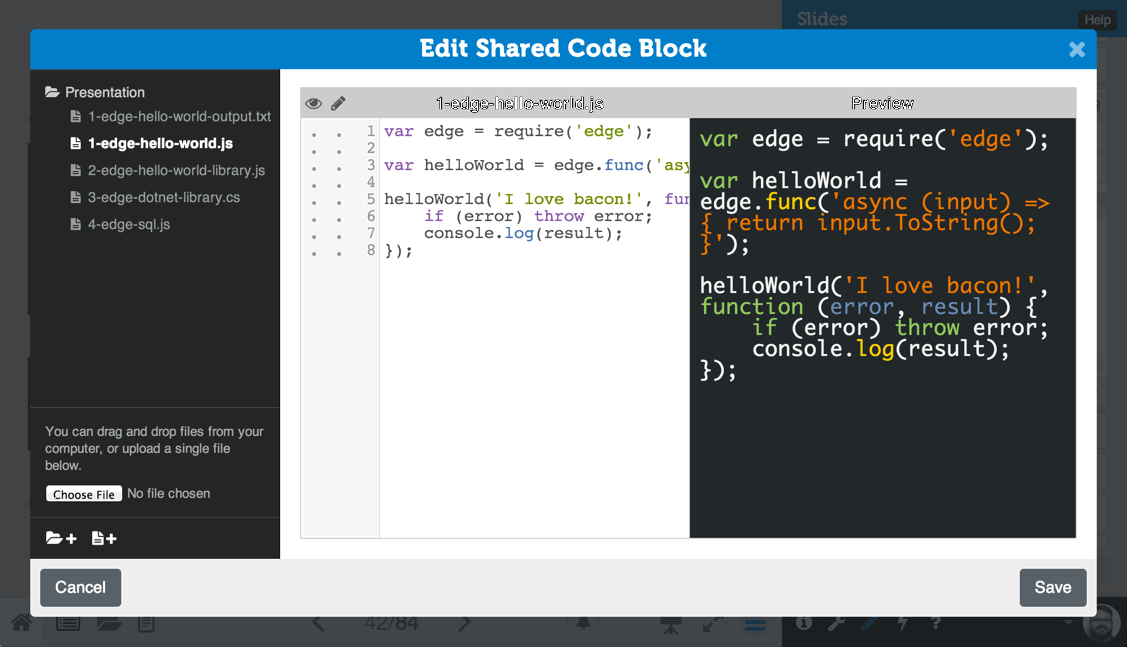 Slides
Help
Edit Shared Code Block
Presentation
1-edge-hello-world-output.txt
1-edge-hello-world.js
2-edge-hello-world-library.js
3-edge-dotnet-library.cs
4-edge-sql.js
You can drag and drop files from your
computer, or upload a single file
below.
Choose File No file chosen
1-edge-hello-world.js
1 var edge = require('edge');
2
3 var helloWorld = edge.func('asy
4
5 helloWorld('I love bacon!', fun
6     if (error) throw error;
7     console.log(result);
8 });
Preview
var edge = require('edge');
var helloWorld =
edge.func('async (input) =>
{ return input.ToString();
}');
helloWorld('I love bacon!',
function (error, result) {
    if (error) throw error;
    console.log(result);
});
Cancel
Save
42/84